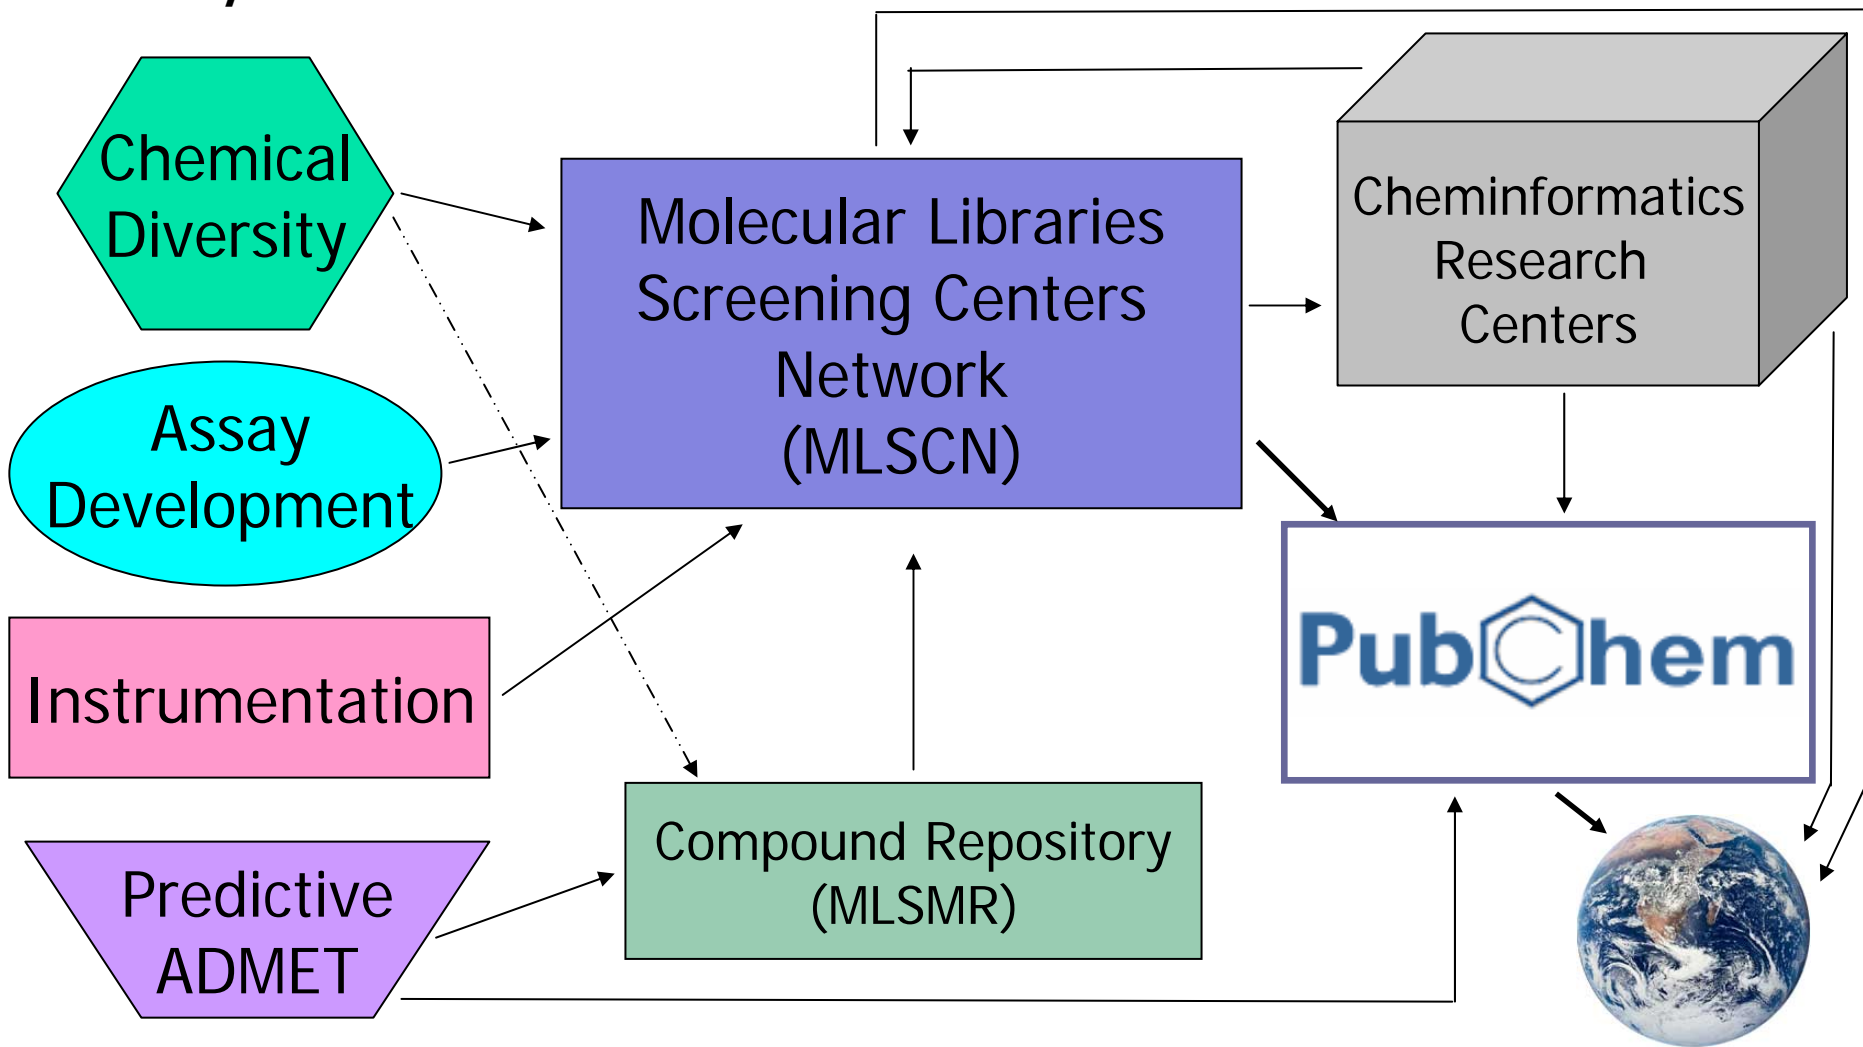 Chemical
Diversity
Assay
Development
Instrumentation
Predictive
ADMET
Molecular Libraries
Screening Centers
Network
(MLSCN)
Compound Repository
(MLSMR)
Cheminformatics
Research
Centers
PubChem